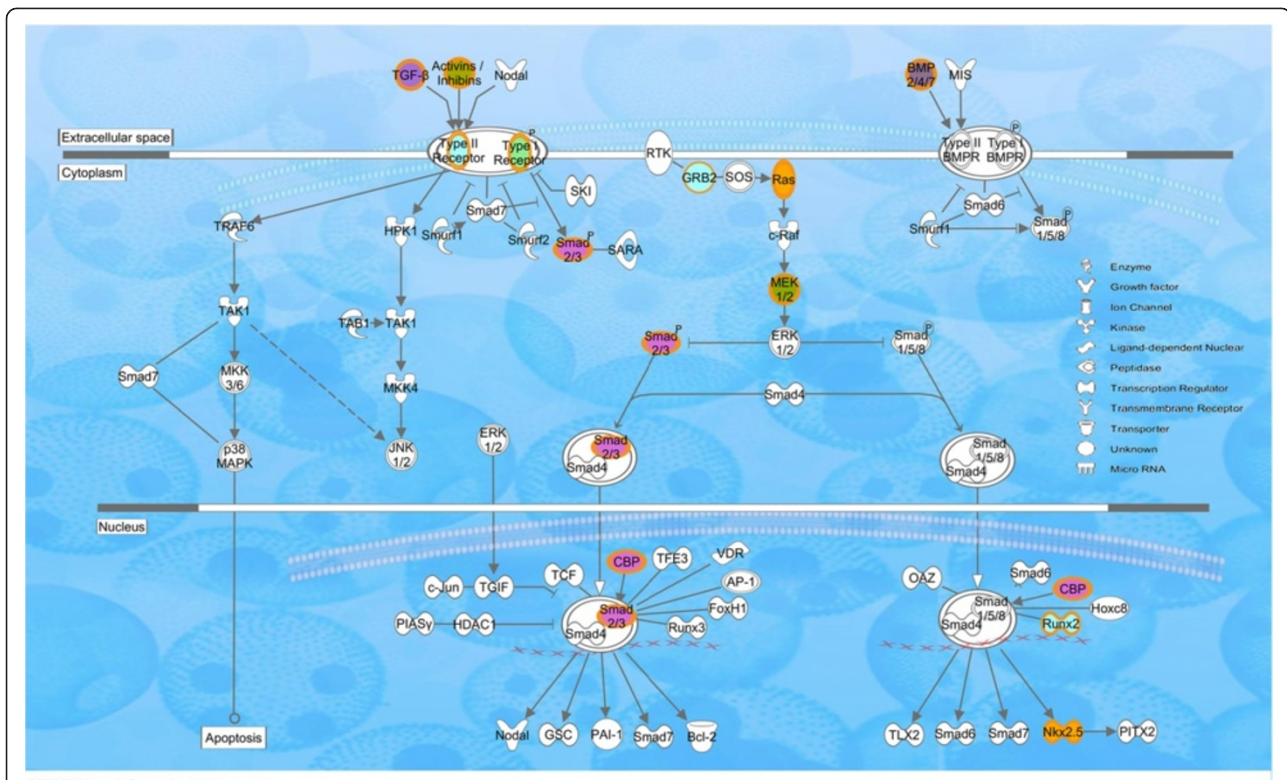 TGF-β
Activins /
Inhibins
Nodal
BMP
2/4/7
MIS
Extracellular space
Cytoplasm
Type II
Receptor
P
Type I
Receptor
RTK
GRB2
SOS
Ras
Type II
BMPR
P
Type I
BMPR
SKI
TRAF6
HPK1
Smurf1
Smad7
Smurf2
P
Smad
2/3
SARA
c-Raf
Smurf1
Smad6
P
Smad
1/5/8
MEK
1/2
TAK1
TAB1
TAK1
P
Smad
2/3
ERK
1/2
P
Smad
1/5/8
Smad7
MKK
3/6
MKK4
Smad4
p38
MAPK
JNK
1/2
ERK
1/2
Smad
2/3
Smad4
Smad
1/5/8
Smad4
Enzyme
Growth factor
Ion Channel
Kinase
Ligand-dependent Nuclear
Peptidase
Transcription Regulator
Transmembrane Receptor
Transporter
Unknown
Micro RNA
Nucleus
c-Jun
TGIF
TCF
CBP
TFE3
VDR
AP-1
FoxH1
Runx3
PIASγ
HDAC1
Smad
2/3
Smad4
OAZ
Smad6
CBP
Hoxc8
Runx2
Smad
1/5/8
Smad4
Apoptosis
Nodal
GSC
PAI-1
Smad7
Bcl-2
TLX2
Smad6
Smad7
Nkx2.5
PITX2